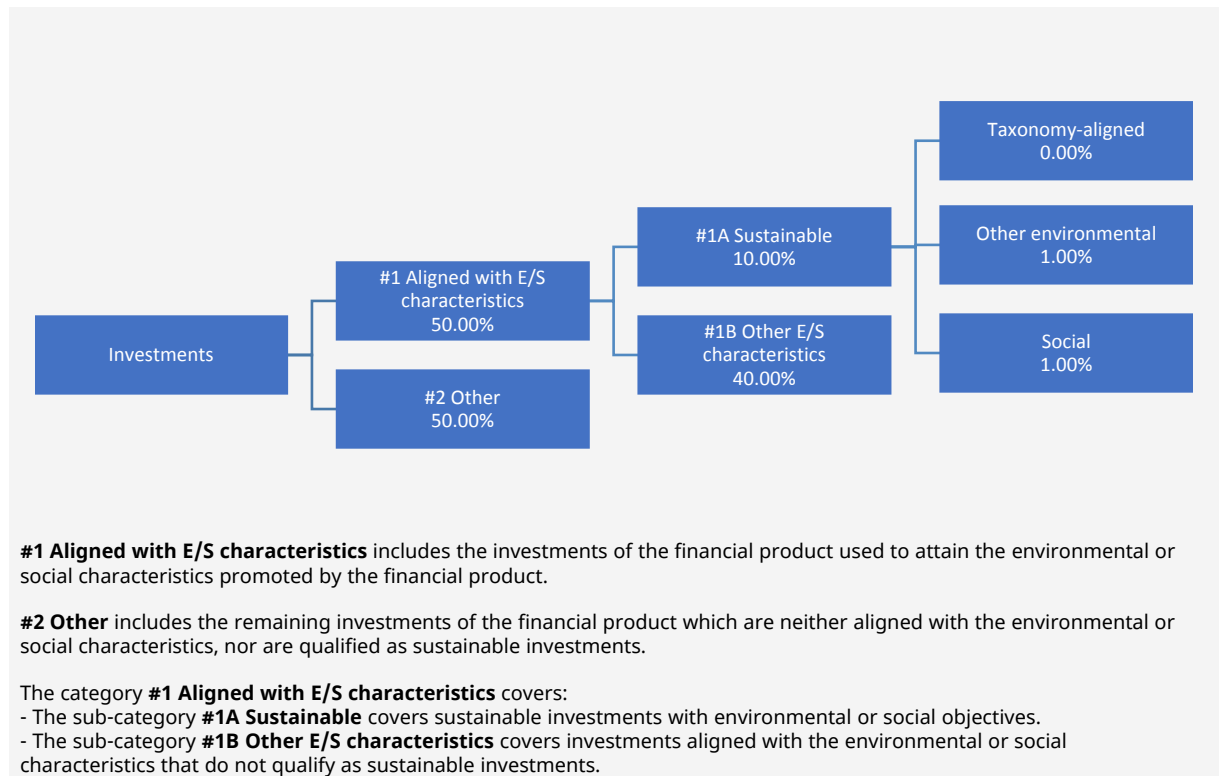 Investments
#1 Aligned with E/S
characteristics
50.00%
#2 Other
50.00%
#1A Sustainable
10.00%
#1B Other E/S
characteristics
40.00%
Taxonomy-aligned
0.00%
Other environmental
1.00%
Social
1.00%
#1 Aligned with E/S characteristics includes the investments of the financial product used to attain the environmental or
social characteristics promoted by the financial product.
#2 Other includes the remaining investments of the financial product which are neither aligned with the environmental or
social characteristics, nor are qualified as sustainable investments.
The category #1 Aligned with E/S characteristics covers:
- The sub-category #1A Sustainable covers sustainable investments with environmental or social objectives.
- The sub-category #1B Other E/S characteristics covers investments aligned with the environmental or social
characteristics that do not qualify as sustainable investments.